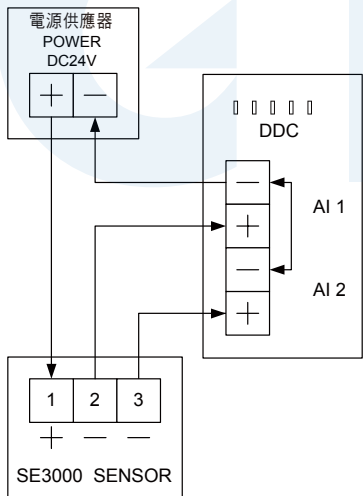 電源供應器
POWER
DC24V
+ −
DDC
−
+
AI 1
−
AI 2
+
1 2 3
+ − −
SE3000 SENSOR